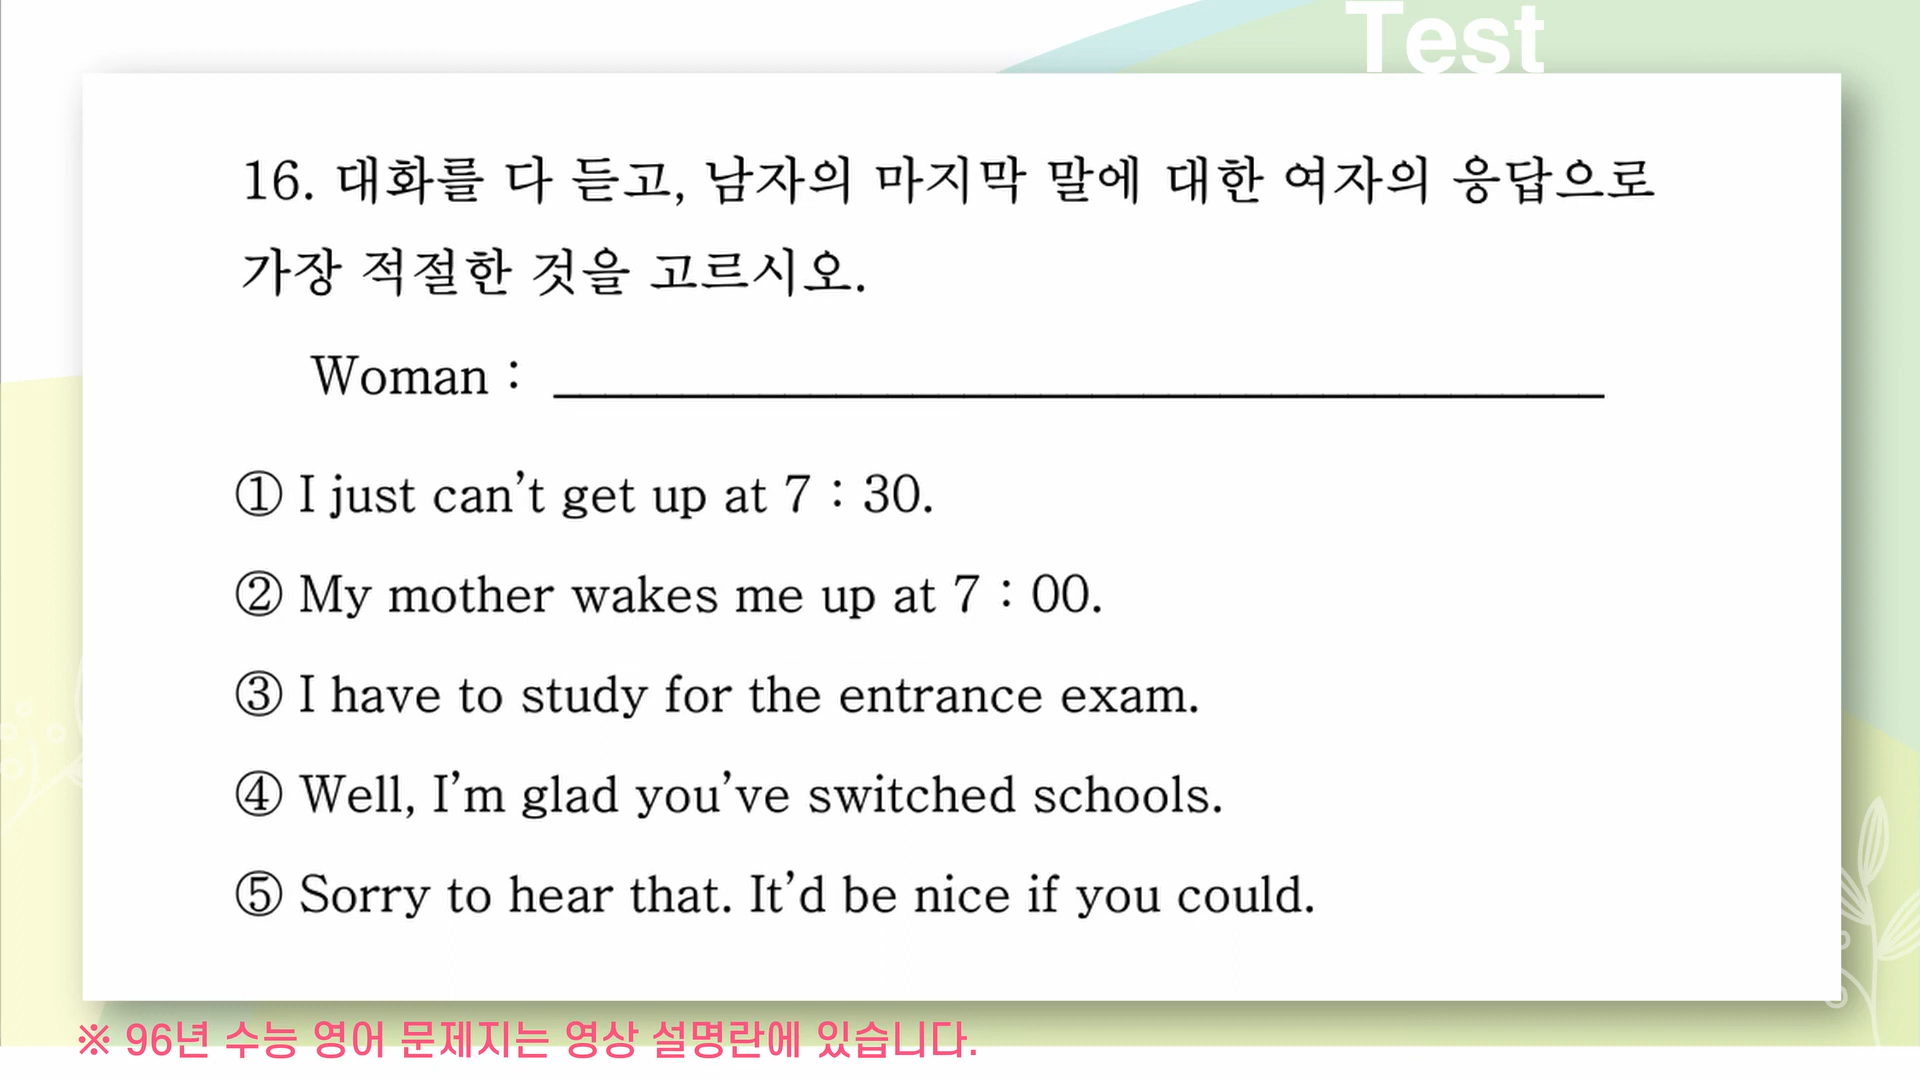 Test
16. 대화를 다 듣고, 남자의 마지막 말에 대한 여자의 응답으로
가장 적절한 것을 고르시오.
Woman : ____________________
① I just can’t get up at 7 : 30.
② My mother wakes me up at 7 : 00.
③ I have to study for the entrance exam.
④ Well, I’m glad you’ve switched schools.
⑤ Sorry to hear that. It’d be nice if you could.
※ 96년 수능 영어 문제지는 영상 설명란에 있습니다.